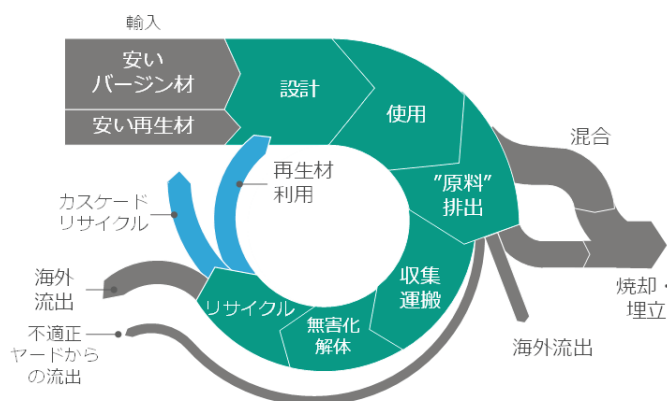 輸入
安い
バージン材
安い再生材
設計
使用
混合
”原料”
排出
再生材
利用
カスケード
リサイクル
収集
運搬
海外
流出
リサイクル
無害化
解体
焼却・
埋立
不適正
ヤードから
の流出
海外流出